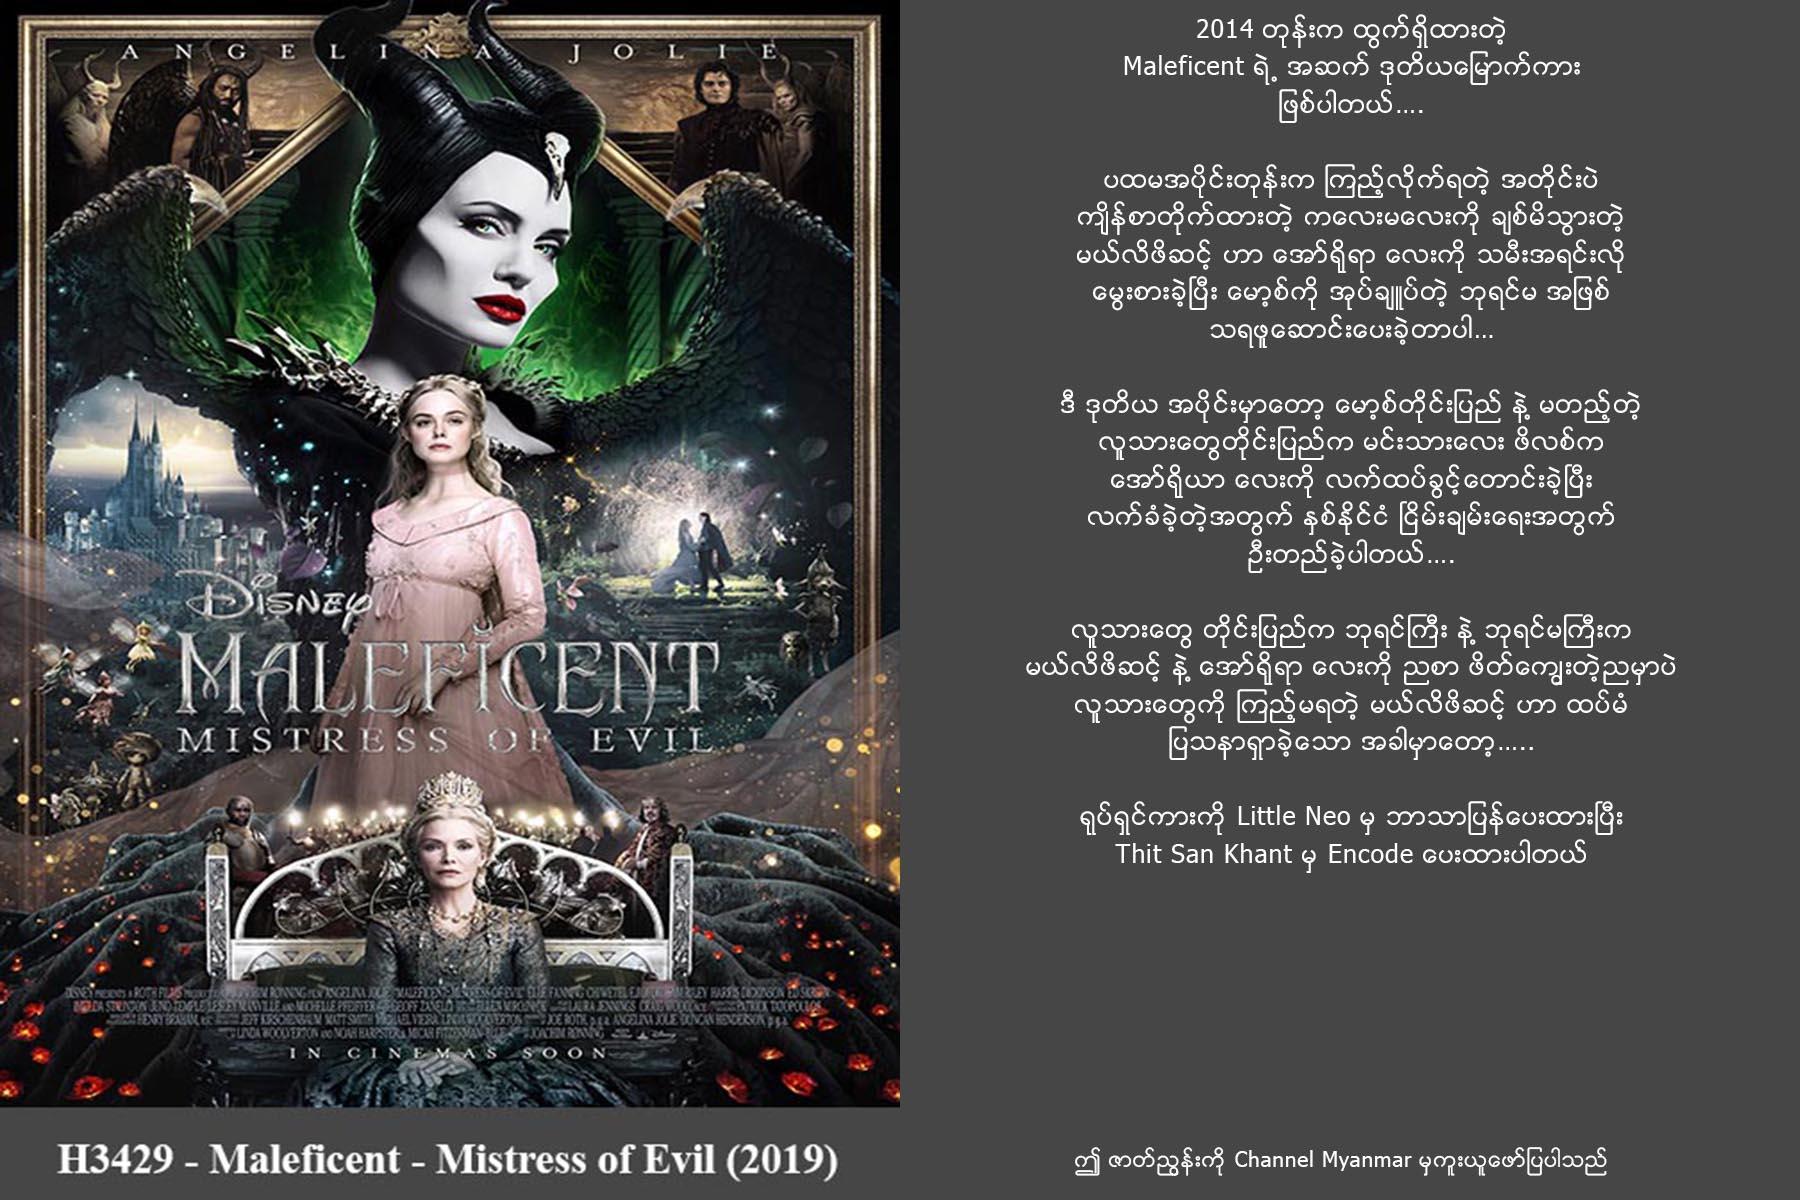 ANGELINA JOLIE
DISNEY
MALEFICENT
MISTRESS OF EVIL
IN CINEMAS SOON
H3429 - Maleficent - Mistress of Evil (2019)
2014 တုန်းက ထွက်ရှိထားတဲ့
Maleficent ရဲ့ အဆက် ဒုတိယမြောက်ကား
ဖြစ်ပါတယ်....
ပထမအပိုင်းတုန်းက ကြည့်လိုက်ရတဲ့ အတိုင်းပဲ
ကျိန်စာတိုက်ထားတဲ့ ကလေးမလေးကို ချစ်မိသွားတဲ့
မယ်လိဖိဆင့် ဟာ အော်ရိုရာ လေးကို သမီးအရင်းလို
မွေးစားခဲ့ပြီး မော့စ်ကို အုပ်ချူပ်တဲ့ ဘုရင်မ အဖြစ်
သရဖူဆောင်းပေးခဲ့တာပါ...
ဒီ ဒုတိယ အပိုင်းမှာတော့ မော့စ်တိုင်းပြည် နဲ့ မတည့်တဲ့
လူသားတွေတိုင်းပြည်က မင်းသားလေး ဖိလစ်က
အော်ရိုယာ လေးကို လက်ထပ်ခွင့်တောင်းခဲ့ပြီး
လက်ခံခဲ့တဲ့အတွက် နှစ်နိုင်ငံ ငြိမ်းချမ်းရေးအတွက်
ဦးတည်ခဲ့ပါတယ်....
လူသားတွေ တိုင်းပြည်က ဘုရင်ကြီး နဲ့ ဘုရင်မကြီးက
မယ်လိဖိဆင့် နဲ့ အော်ရိုရာ လေးကို ညစာ ဖိတ်ကျွေးတဲ့ညမှာပဲ
လူသားတွေကို ကြည့်မရတဲ့ မယ်လိဖိဆင့် ဟာ ထပ်မံ
ပြသနာရှာခဲ့သော အခါမှာတော့.....
ရုပ်ရှင်ကားကို Little Neo မှ ဘာသာပြန်ပေးထားပြီး
Thit San Khant မှ Encode ပေးထားပါတယ်
ဤ ဇာတ်ညွှန်းကို Channel Myanmar မှကူးယူဖော်ပြပါသည်